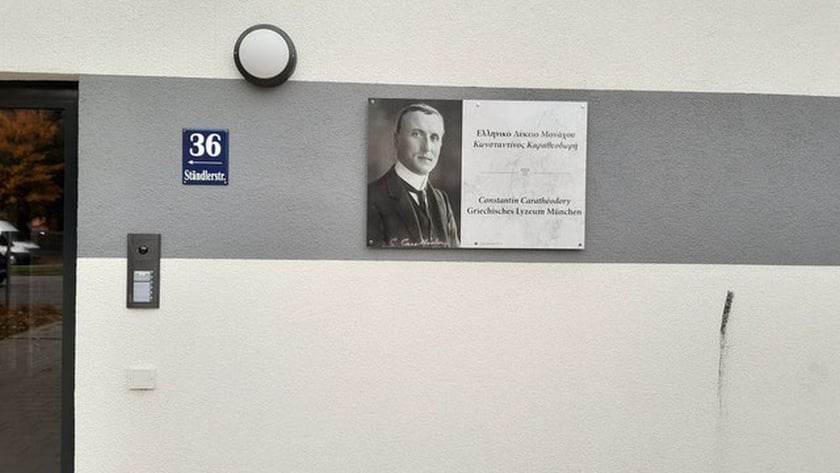 36
Ständlerstr.
Ελληνικό Λύκειο Μονάχου
Κωνσταντίνος Καραθεοδωρή
Constantin Carathéodory
Griechisches Lyzeum München